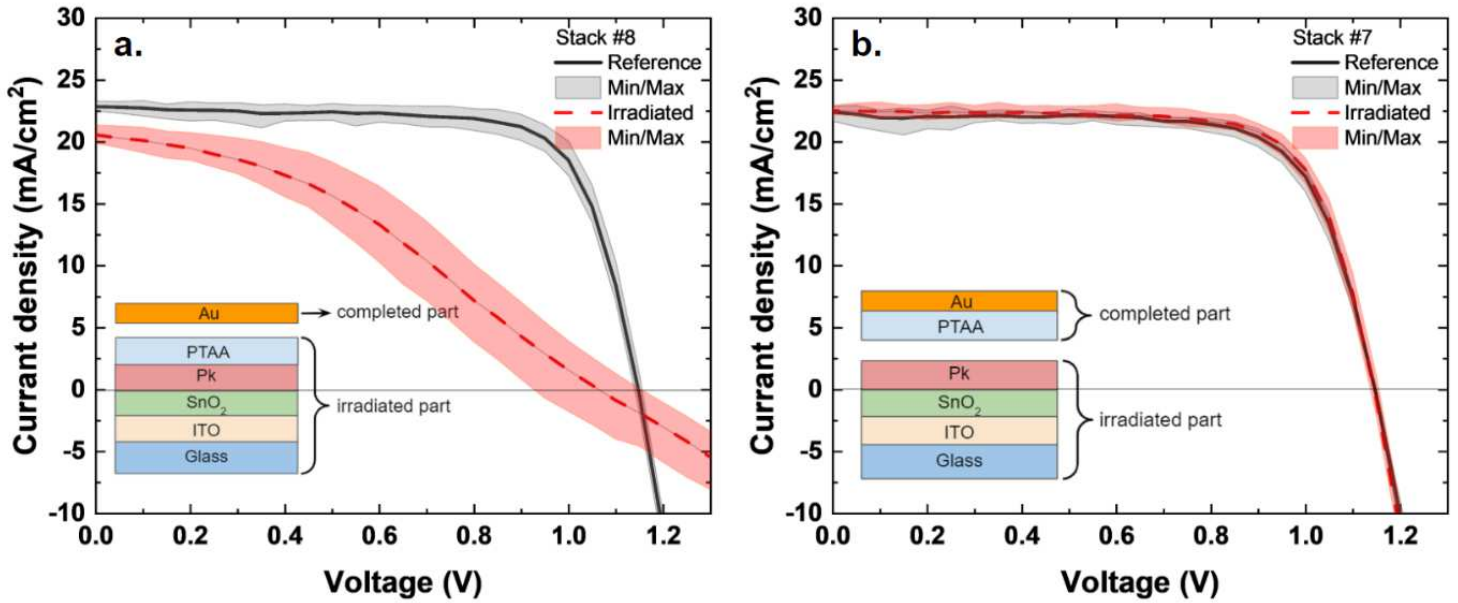 a.
Stack #8
Reference
Min/Max
Irradiated
Min/Max
Currant density (mA/cm²)
30
25
20
15
10
5
0
-5
-10
Au
completed part
PTAA
Pk
SnO₂
ITO
Glass
irradiated part
0.0 0.2 0.4 0.6 0.8 1.0 1.2
Voltage (V)
b.
Stack #7
Reference
Min/Max
Irradiated
Min/Max
Currant density (mA/cm²)
30
25
20
15
10
5
0
-5
-10
Au
PTAA
completed part
Pk
SnO₂
ITO
Glass
irradiated part
0.0 0.2 0.4 0.6 0.8 1.0 1.2
Voltage (V)